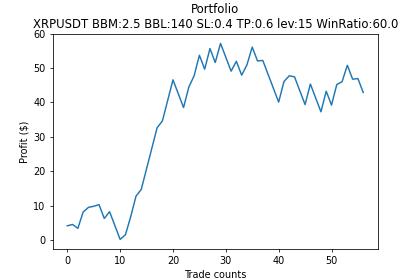 Portfolio
XRPUSDT BBM:2.5 BBL:140 SL:0.4 TP:0.6 lev:15 WinRatio:60.0
60
50
40
30
20
10
0
Profit ($)
0 10 20 30 40 50
Trade counts